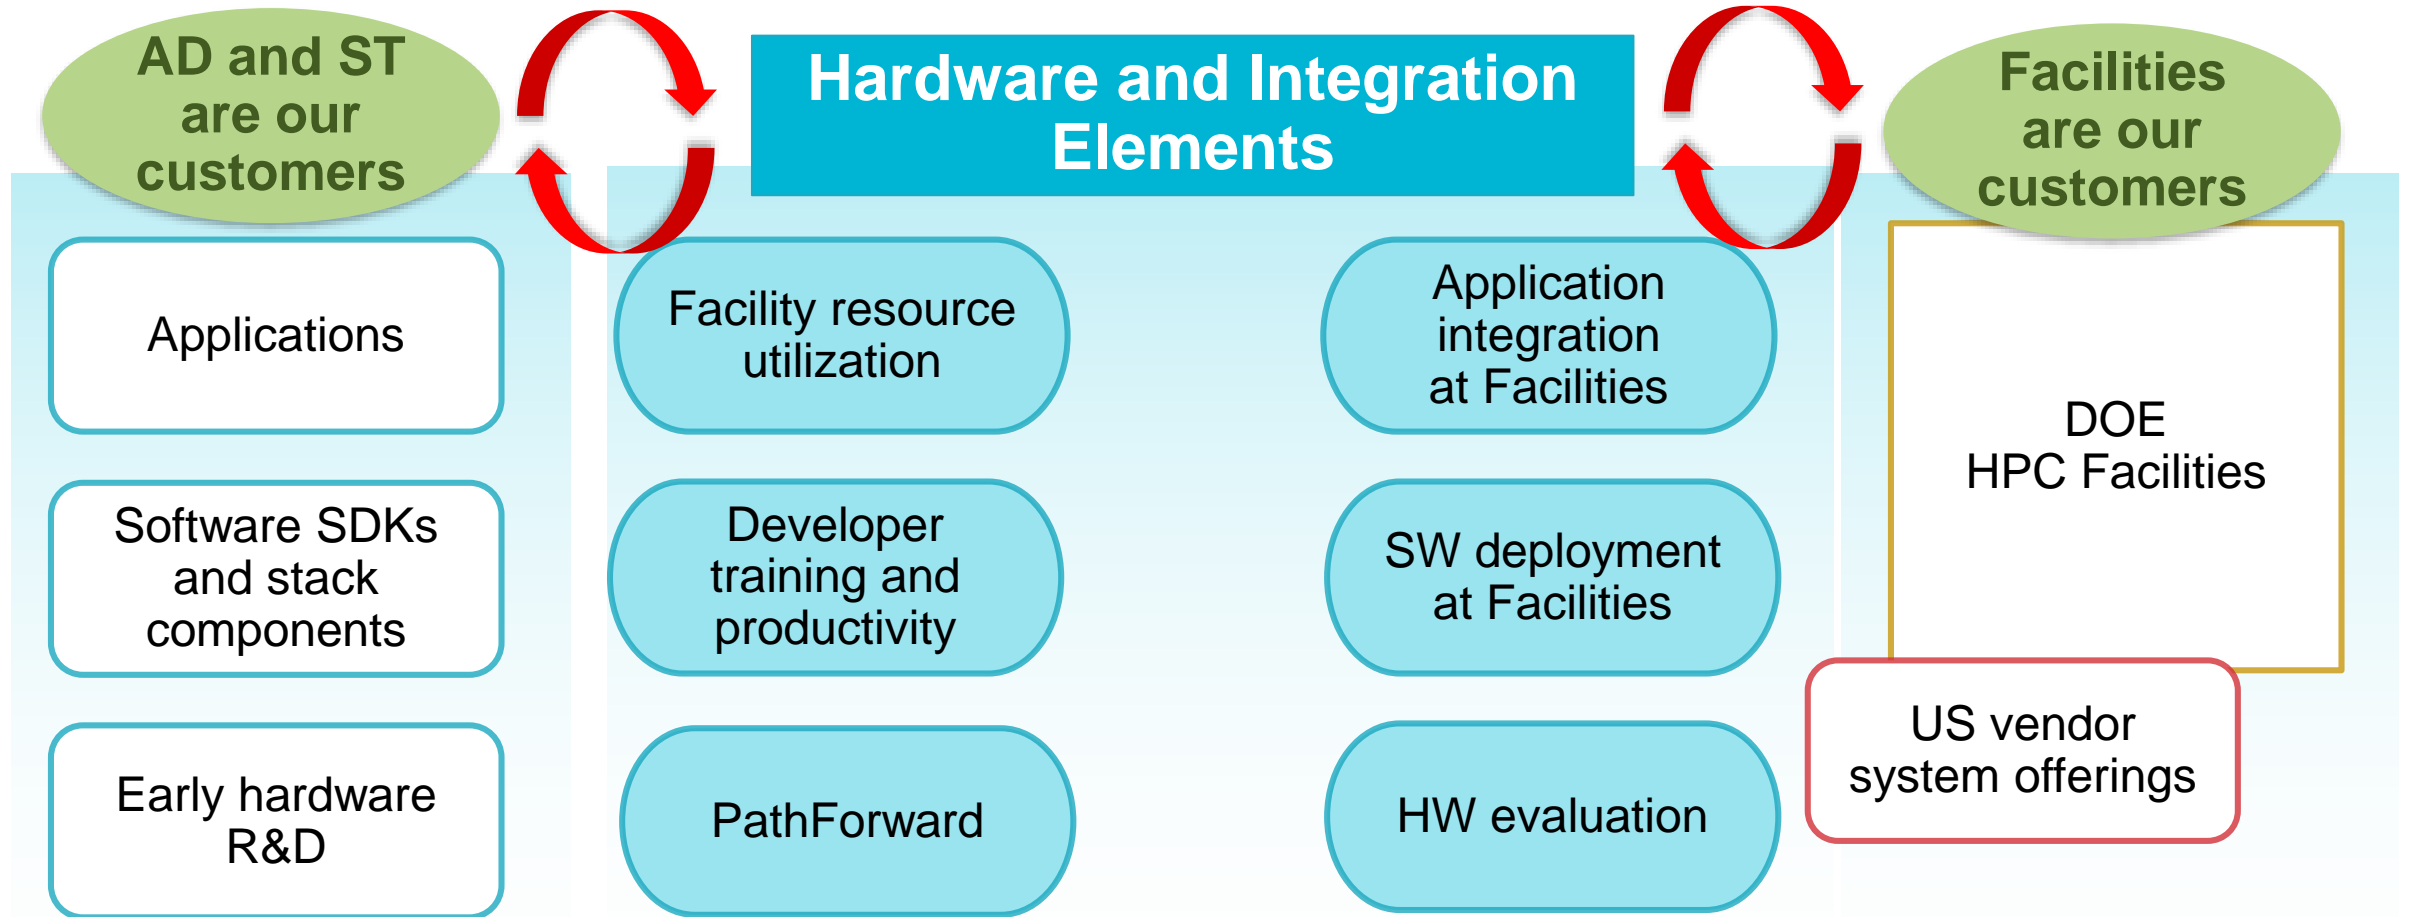 AD and ST
are our
customers
Hardware and Integration
Elements
Facilities
are our
customers
Applications
Software SDKs
and stack
components
Early hardware
R&D
Facility resource
utilization
Developer
training and
productivity
PathForward
Application
integration
at Facilities
SW deployment
at Facilities
HW evaluation
DOE
HPC Facilities
US vendor
system offerings